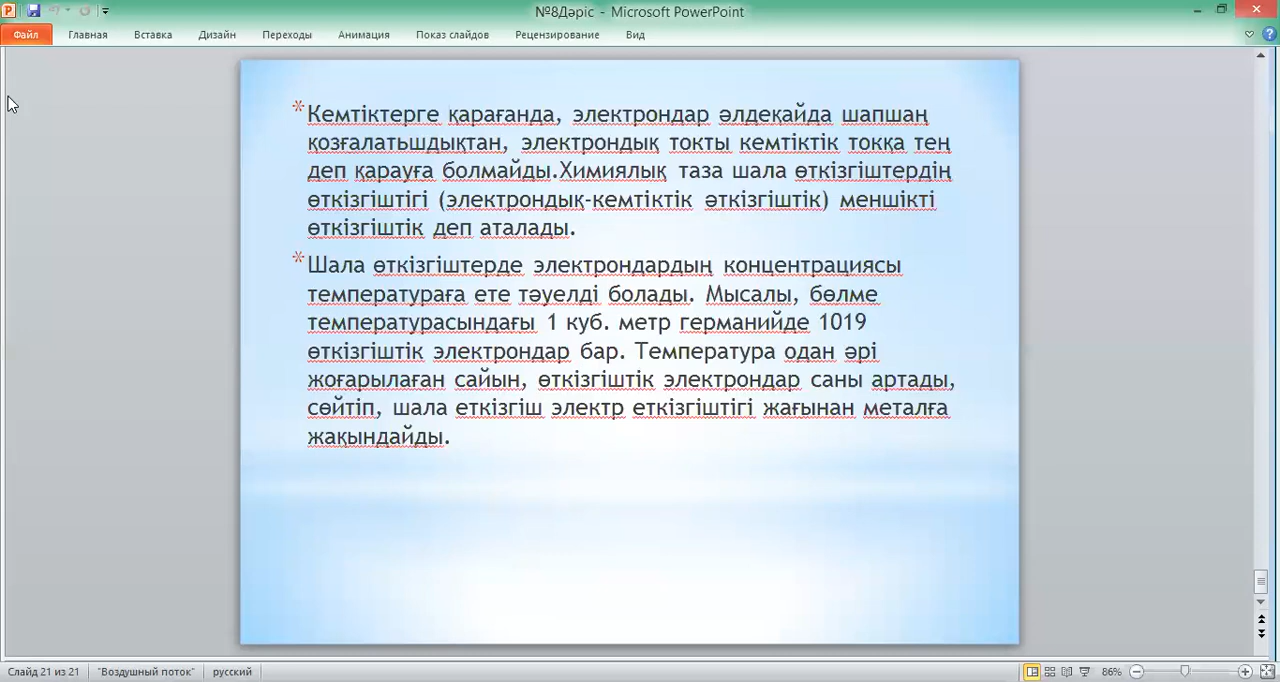 №8Дәріс - Microsoft PowerPoint
Файл Главная Вставка Дизайн Переходы Анимация Показ слайдов Рецензирование Вид
* Кемтіктерге қарағанда, электрондар әлдеқайда шапшаң
қозғалатьшдықтан, электрондық токты кемтіктік токқа тең
деп қарауға болмайды.Химиялық таза шала өткізгіштердің
өткізгіштігі (электрондық-кемтіктік әткізгіштік) меншікті
өткізгіштік деп аталады.
* Шала өткізгіштерде электрондардың концентрациясы
температураға ете тәуелді болады. Мысалы, бөлме
температурасындағы 1 куб. метр германийде 1019
өткізгіштік электрондар бар. Температура одан әрі
жоғарылаған сайын, өткізгіштік электрондар саны артады,
сөйтіп, шала еткізгіш электр еткізгіштігі жағынан металға
жақындайды.
Слайд 21 из 21 "Воздушный поток" русский 86%